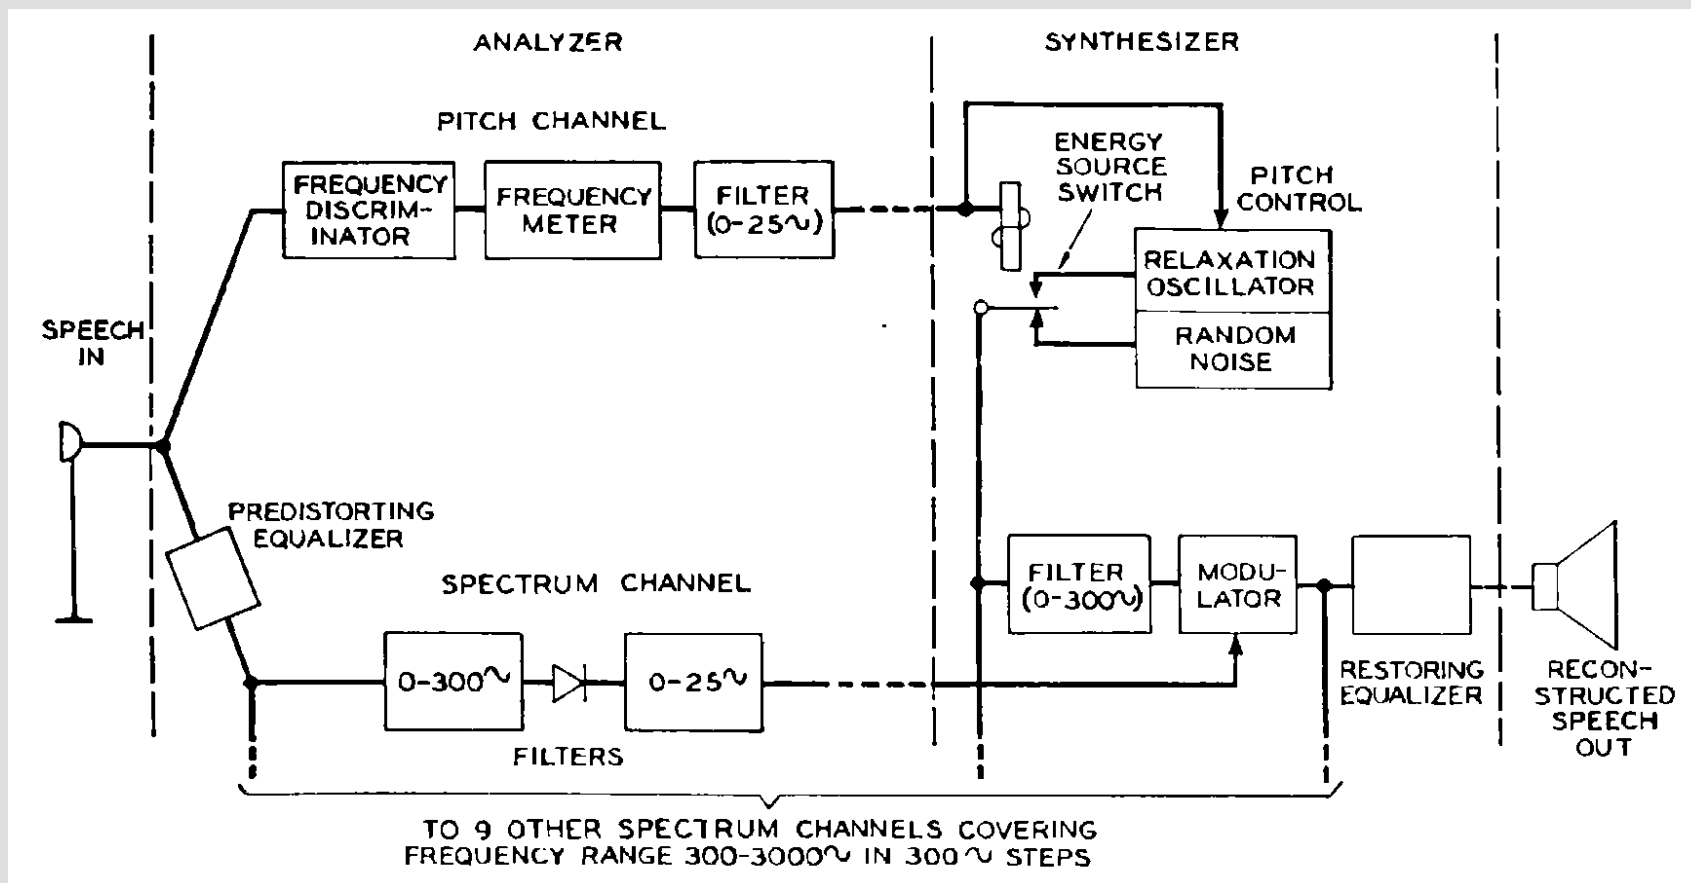 ANALYZER
SYNTHESIZER
PITCH CHANNEL
FREQUENCY
DISCRIM-
INATOR
FREQUENCY
METER
FILTER
(0-25~)
ENERGY
SOURCE
SWITCH
PITCH
CONTROL
RELAXATION
OSCILLATOR
RANDOM
NOISE
SPEECH
IN
PREDISTORTING
EQUALIZER
SPECTRUM CHANNEL
0-300~
0-25~
FILTERS
FILTER
(0-300~)
MODU-
LATOR
RESTORING
EQUALIZER
RECON-
STRUCTED
SPEECH
OUT
TO 9 OTHER SPECTRUM CHANNELS COVERING
FREQUENCY RANGE 300-3000~ IN 300~ STEPS